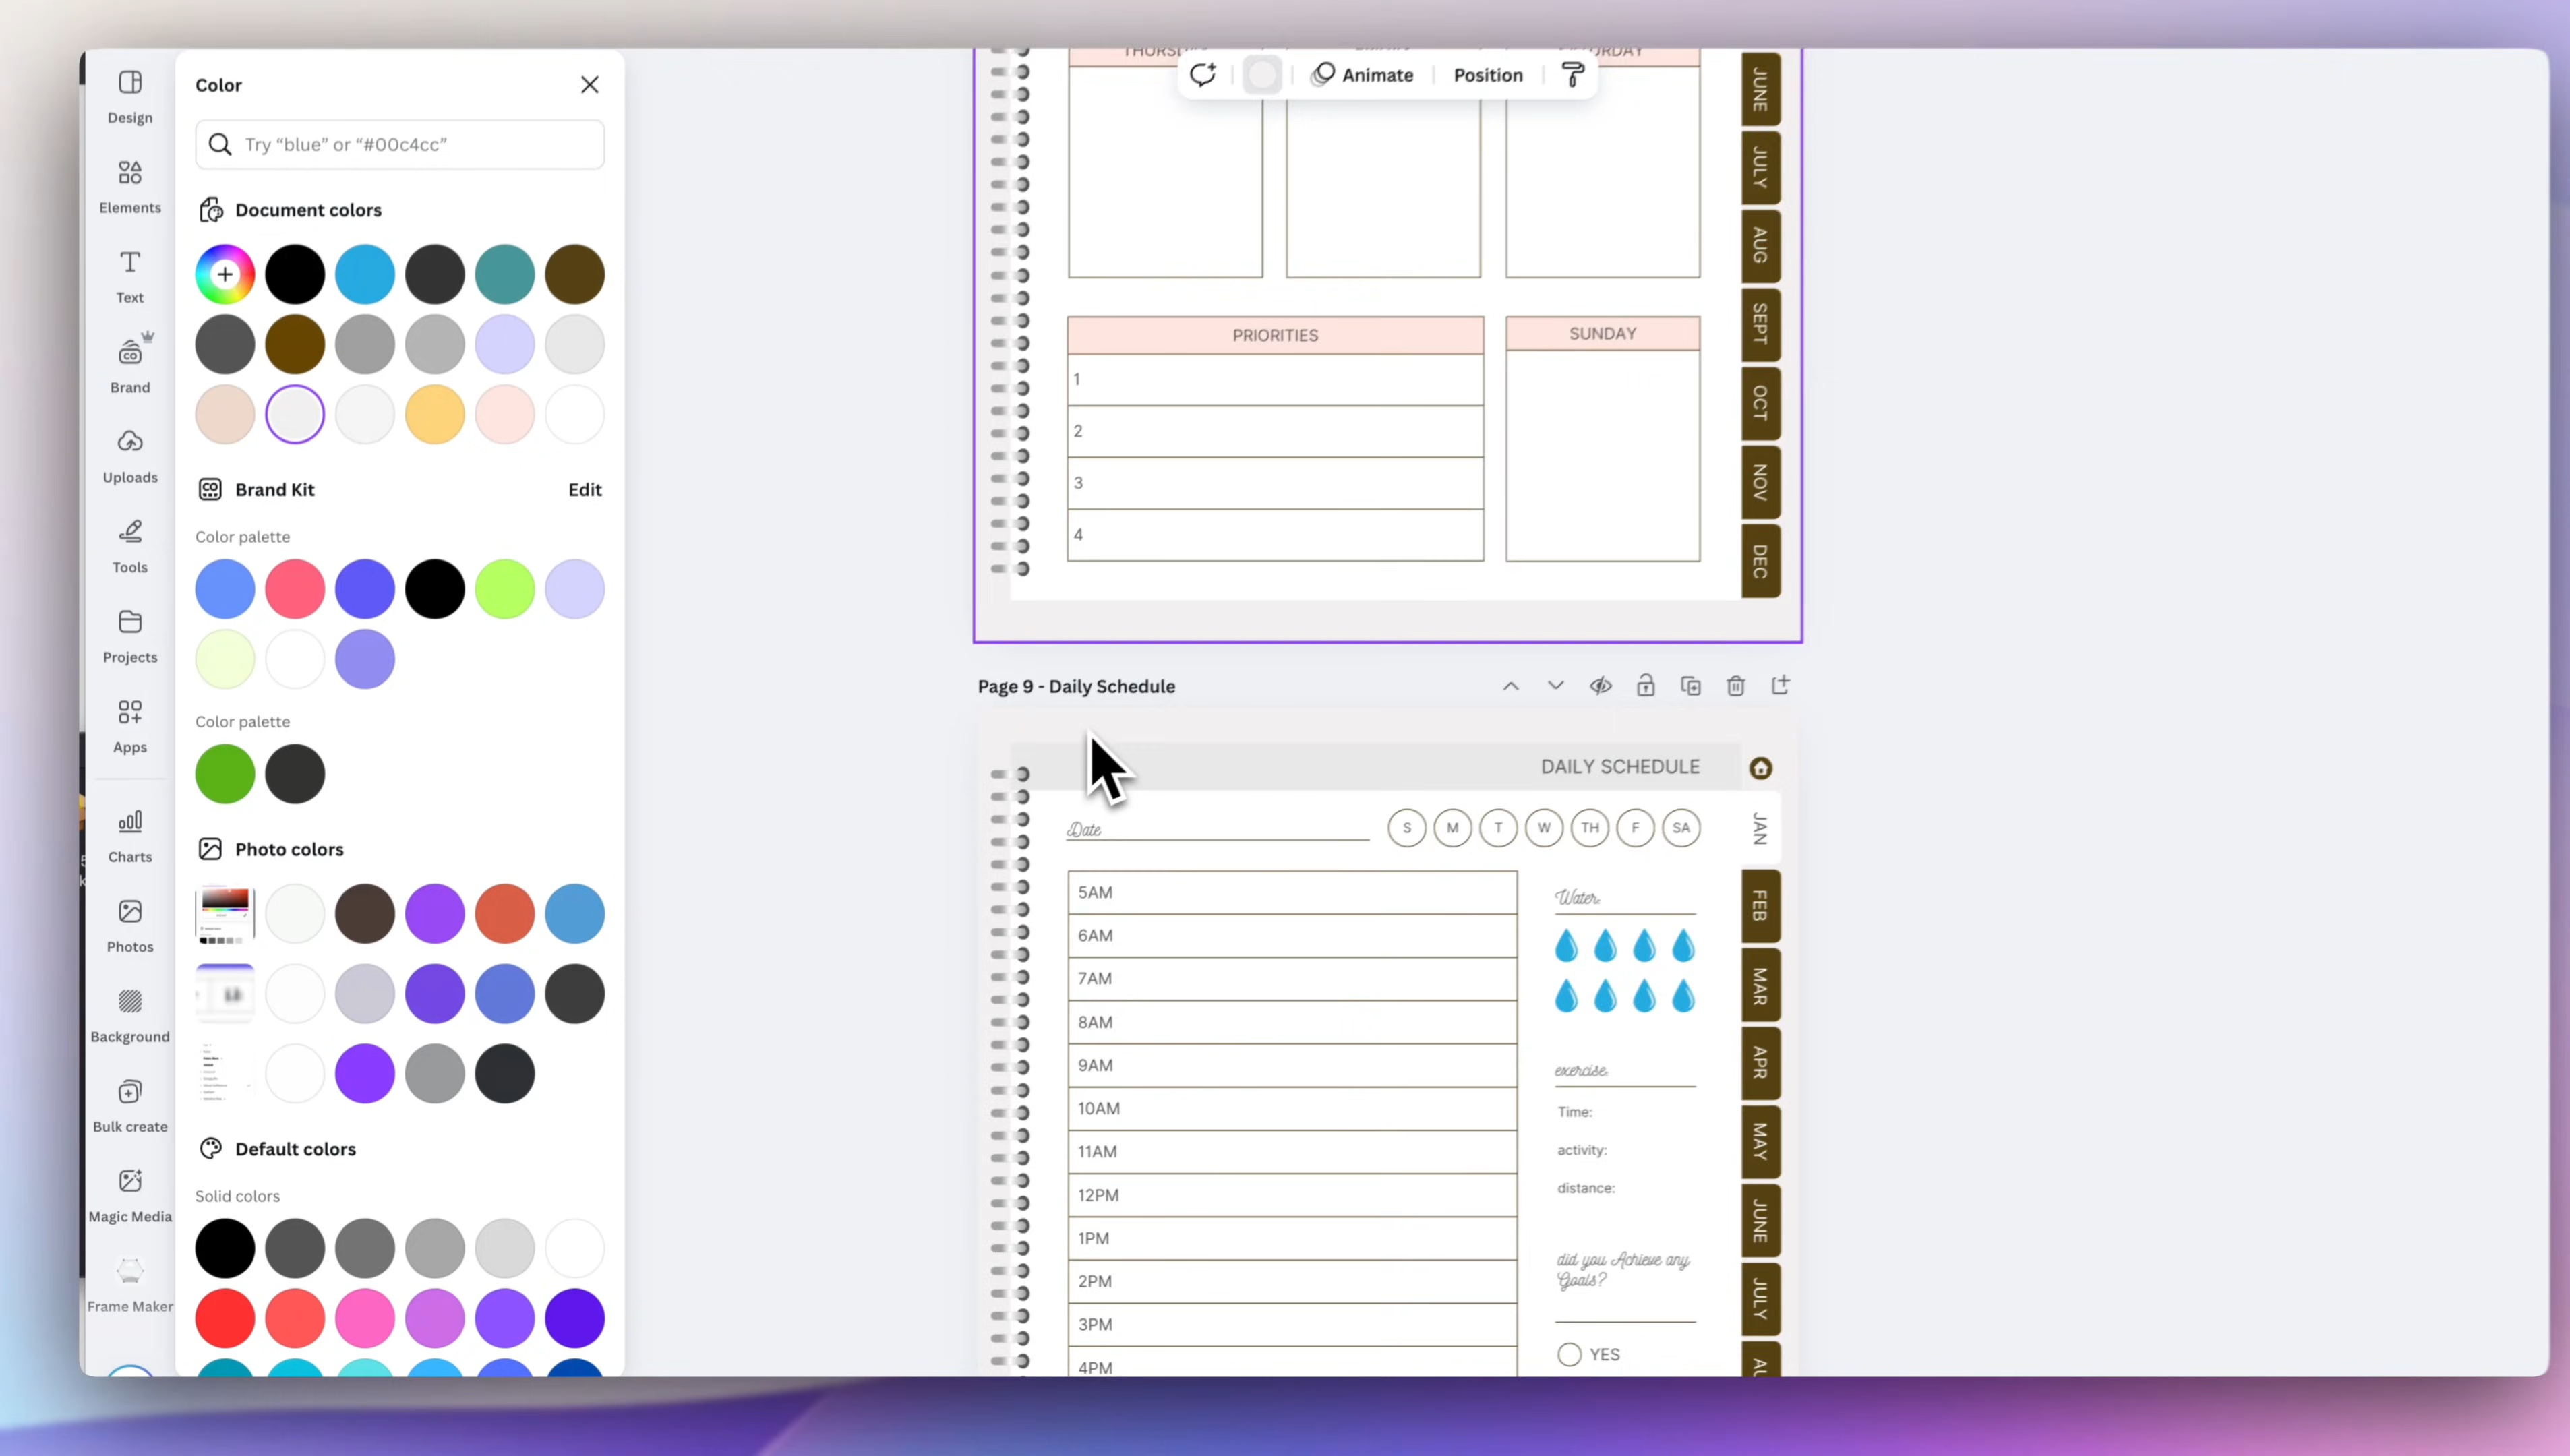 Design
Elements
Text
Brand
Uploads
Tools
Projects
Apps
Charts
Photos
Background
Bulk create
Magic Media
Frame Maker
Color
Try “blue” or “#00c4cc”
Document colors
Brand Kit
Edit
Color palette
Color palette
Photo colors
Default colors
Solid colors
Animate
Position
PRIORITIES
1
2
3
4
SUNDAY
JUNE
JULY
AUG
SEPT
OCT
NOV
DEC
Page 9 - Daily Schedule
DAILY SCHEDULE
Date
S
M
T
W
TH
F
SA
5AM
6AM
7AM
8AM
9AM
10AM
11AM
12PM
1PM
2PM
3PM
4PM
Water:
exercise:
Time:
activity:
distance:
did you Achieve any
Goals?
YES
JAN
FEB
MAR
APR
MAY
JUNE
JULY